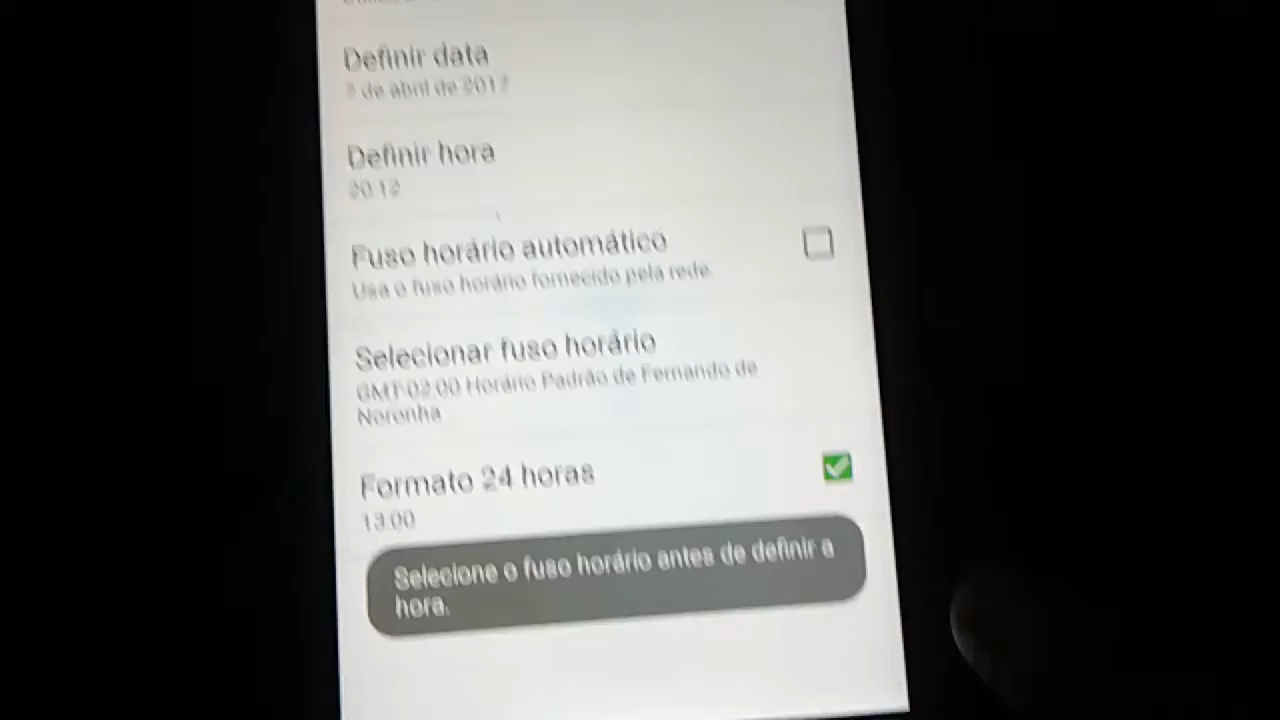 Definir data
7 de abril de 2017
Definir hora
20:12
Fuso horário automático
Usa o fuso horário fornecido pela rede.
Selecionar fuso horário
GMT-02:00 Horário Padrão de Fernando de
Noronha
Formato 24 horas
13:00
Selecione o fuso horário antes de definir a
hora.